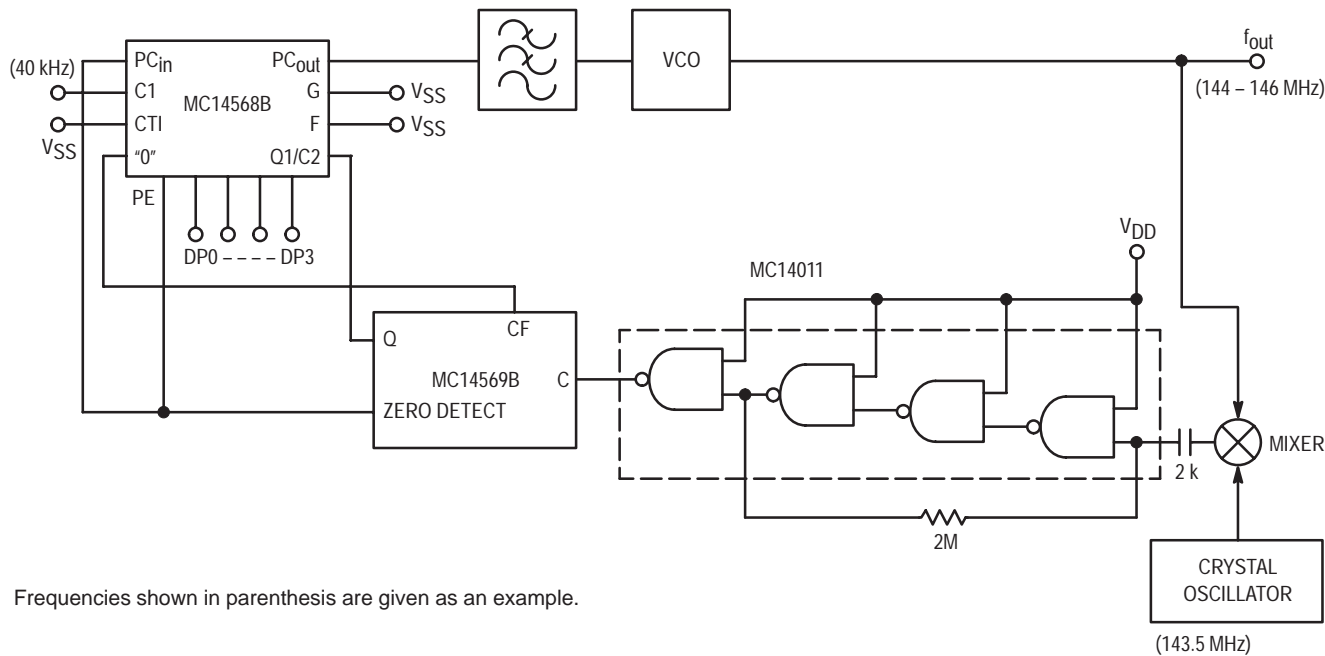 PCin PCout
(40 kHz) C1 MC14568B G VSS
CTI F VSS
VSS
"0" Q1/C2
PE
DP0 – – – – DP3
VCO
fout
(144 – 146 MHz)
VDD
MC14011
Q CF
MC14569B C
ZERO DETECT
MIXER
2 k
2M
CRYSTAL
OSCILLATOR
(143.5 MHz)
Frequencies shown in parenthesis are given as an example.